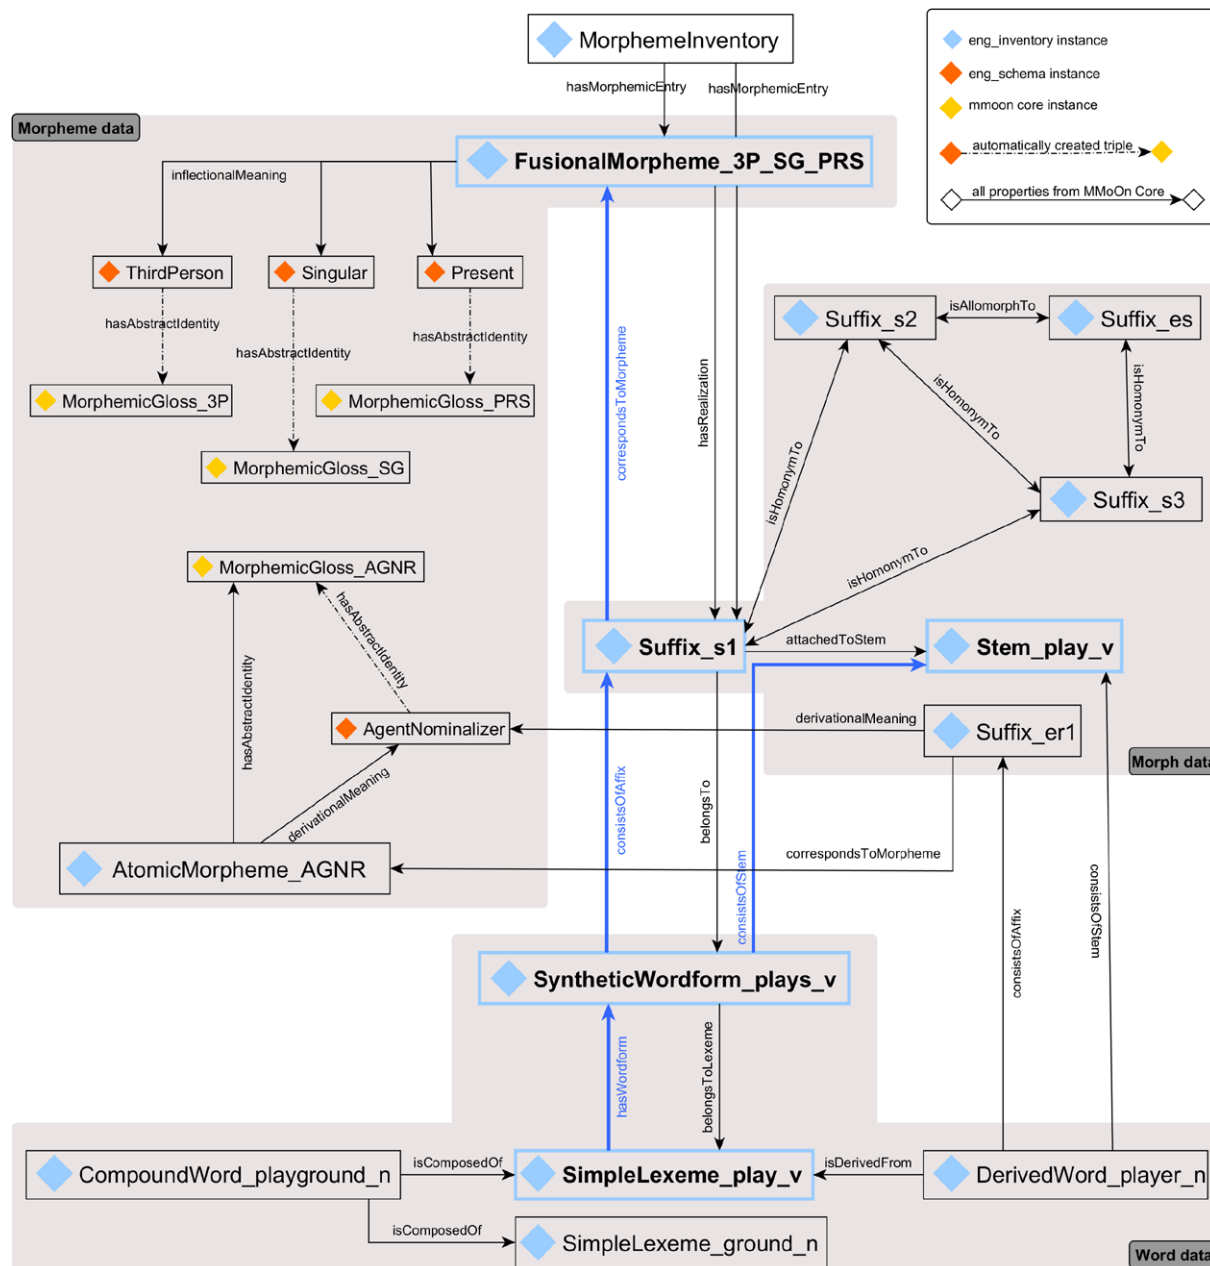 MorphemeInventory
eng_inventory instance
eng_schema instance
mmoon core instance
automatically created triple
all properties from MMoOn Core
hasMorphemicEntry
hasMorphemicEntry
Morpheme data
FusionalMorpheme_3P_SG_PRS
inflectionalMeaning
ThirdPerson
Singular
Present
hasAbstractIdentity
hasAbstractIdentity
hasAbstractIdentity
MorphemicGloss_3P
MorphemicGloss_PRS
MorphemicGloss_SG
correspondsToMorpheme
hasRealization
Suffix_s2
isAllomorphTo
Suffix_es
isHomonymTo
isHomonymTo
isHomonymTo
Suffix_s3
isHomonymTo
MorphemicGloss_AGNR
hasAbstractIdentity
hasAbstractIdentity
Suffix_s1
attachedToStem
Stem_play_v
AgentNominalizer
derivationalMeaning
Suffix_er1
Morph data
derivationalMeaning
AtomicMorpheme_AGNR
correspondsToMorpheme
consistsOfAffix
belongsTo
consistsOfStem
consistsOfAffix
consistsOfStem
SyntheticWordform_plays_v
hasWordform
belongsToLexeme
CompoundWord_playground_n
isComposedOf
SimpleLexeme_play_v
isDerivedFrom
DerivedWord_player_n
isComposedOf
SimpleLexeme_ground_n
Word data